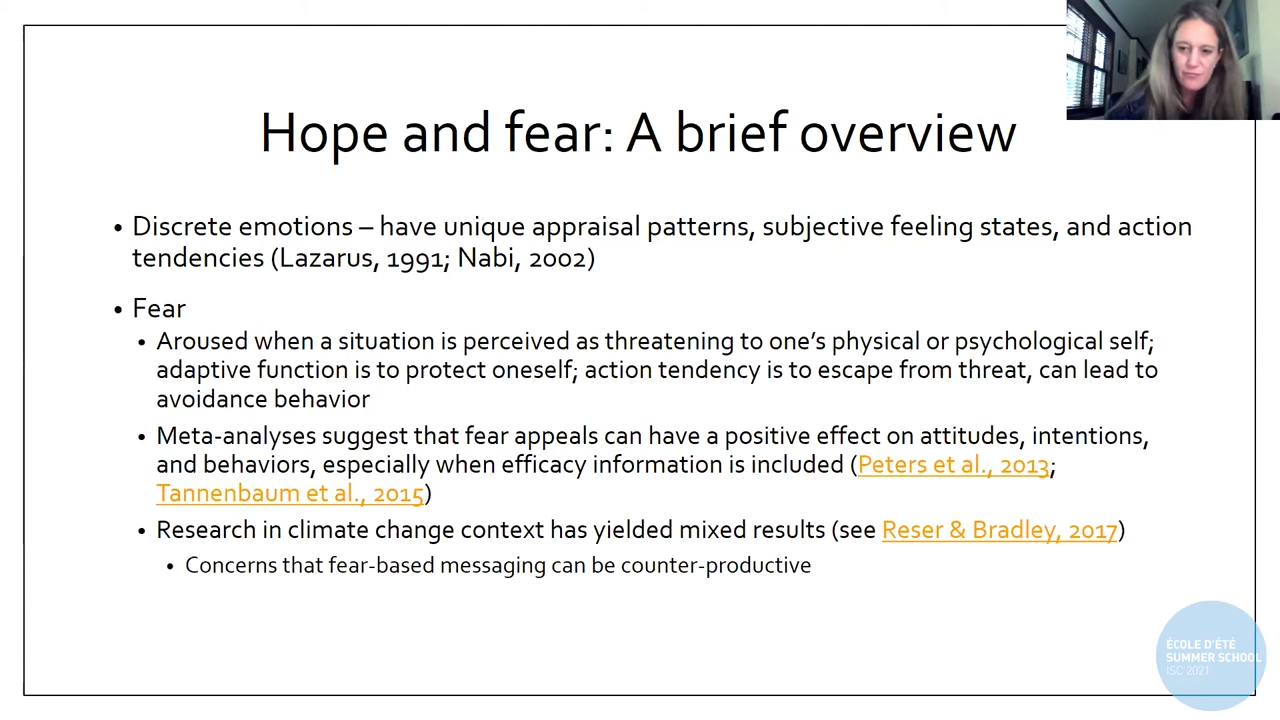 Hope and fear: A brief overview
• Discrete emotions – have unique appraisal patterns, subjective feeling states, and action
tendencies (Lazarus, 1991; Nabi, 2002)
• Fear
• Aroused when a situation is perceived as threatening to one’s physical or psychological self;
adaptive function is to protect oneself; action tendency is to escape from threat, can lead to
avoidance behavior
• Meta-analyses suggest that fear appeals can have a positive effect on attitudes, intentions,
and behaviors, especially when efficacy information is included (Peters et al., 2013;
Tannenbaum et al., 2015)
• Research in climate change context has yielded mixed results (see Reser & Bradley, 2017)
• Concerns that fear-based messaging can be counter-productive
ÉCOLE D'ÉTÉ
SUMMER SCHOOL
ISC 2021